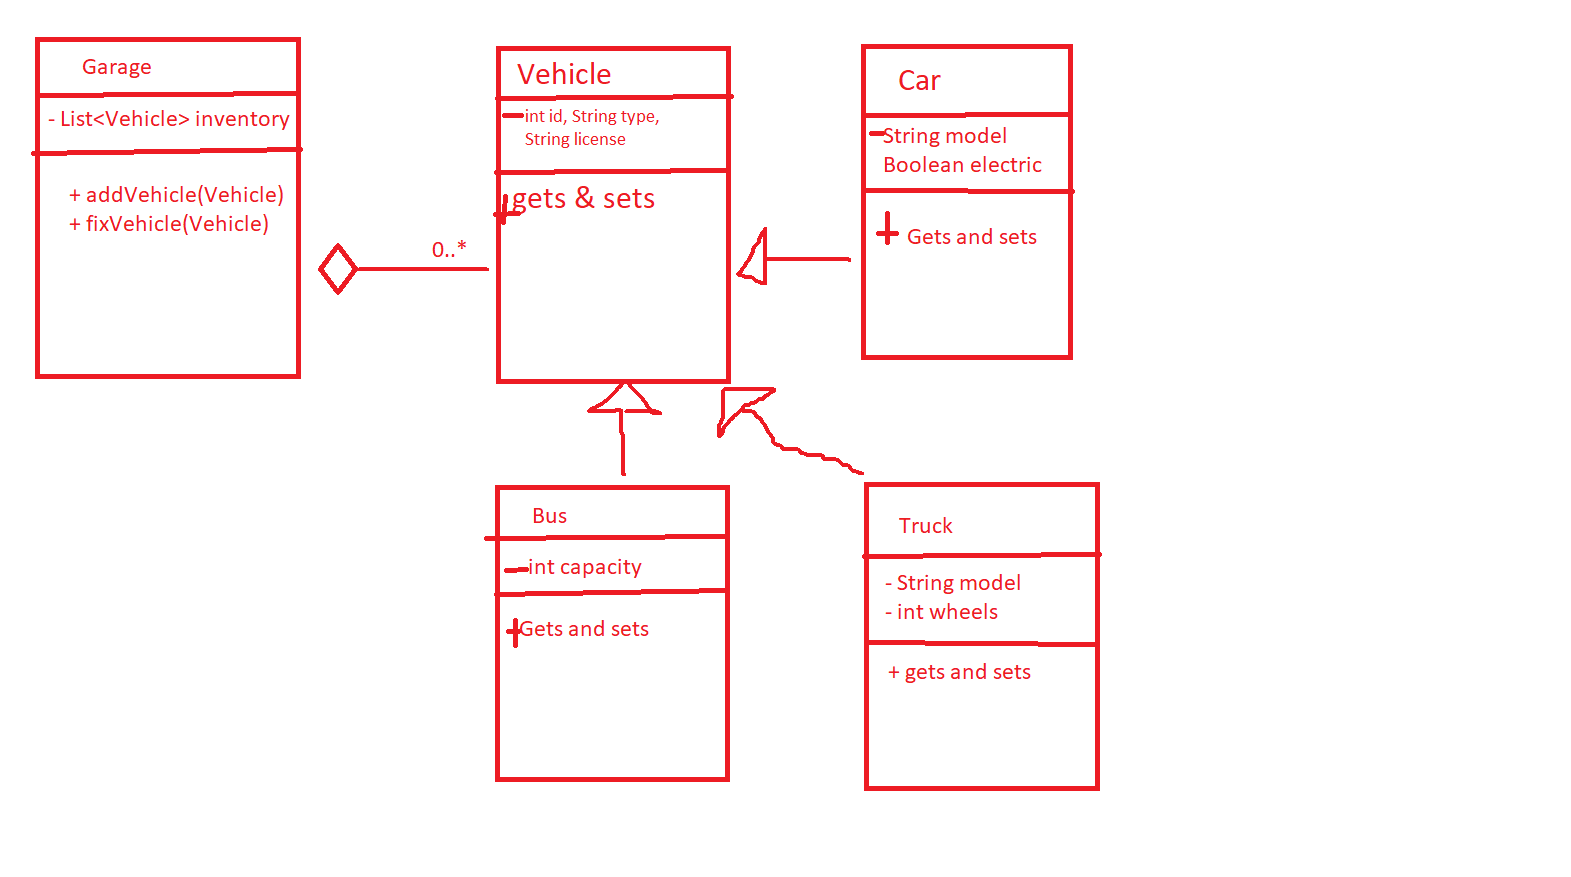 Garage
- List<Vehicle> inventory
+ addVehicle(Vehicle)
+ fixVehicle(Vehicle)
0..*
Vehicle
- int id, String type,
String license
+ gets & sets
Car
- String model
Boolean electric
+ Gets and sets
Bus
- int capacity
+ Gets and sets
Truck
- String model
- int wheels
+ gets and sets